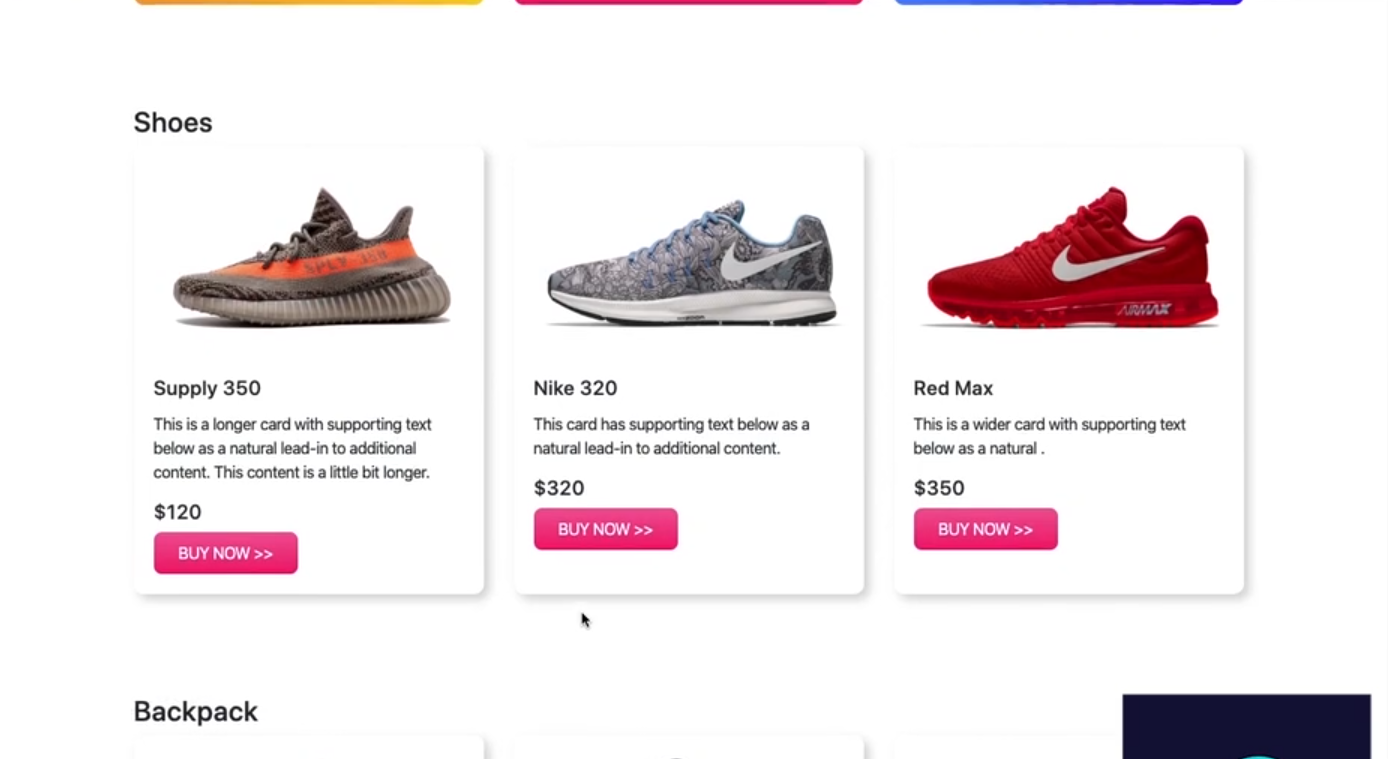 Shoes
SPLY 350
AIRMAX
Supply 350
This is a longer card with supporting text
below as a natural lead-in to additional
content. This content is a little bit longer.
$120
BUY NOW >>
Nike 320
This card has supporting text below as a
natural lead-in to additional content.
$320
BUY NOW >>
Red Max
This is a wider card with supporting text
below as a natural .
$350
BUY NOW >>
Backpack